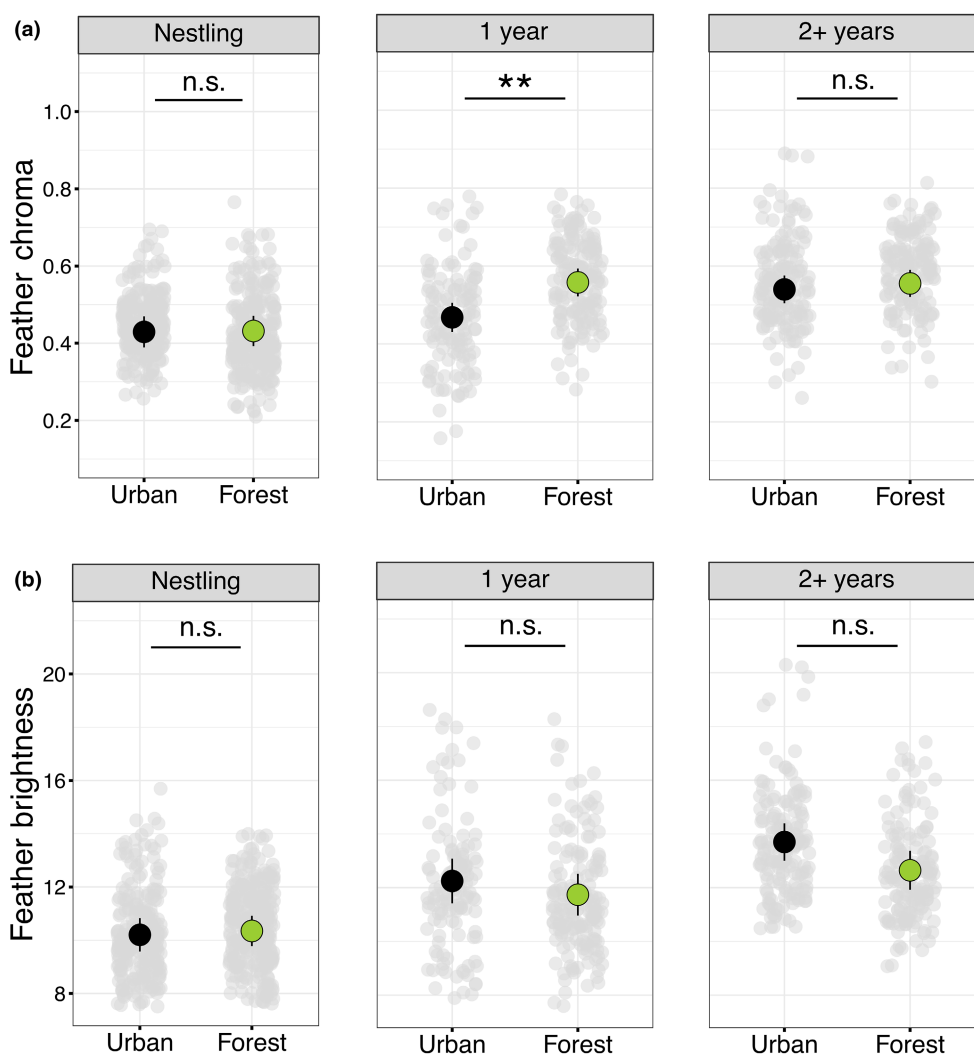 (a)
Nestling
1 year
2+ years
n.s.
**
n.s.
Feather chroma
1.0
0.8
0.6
0.4
0.2
Urban Forest
Urban Forest
Urban Forest
(b)
Nestling
1 year
2+ years
n.s.
n.s.
n.s.
Feather brightness
20
16
12
8
Urban Forest
Urban Forest
Urban Forest